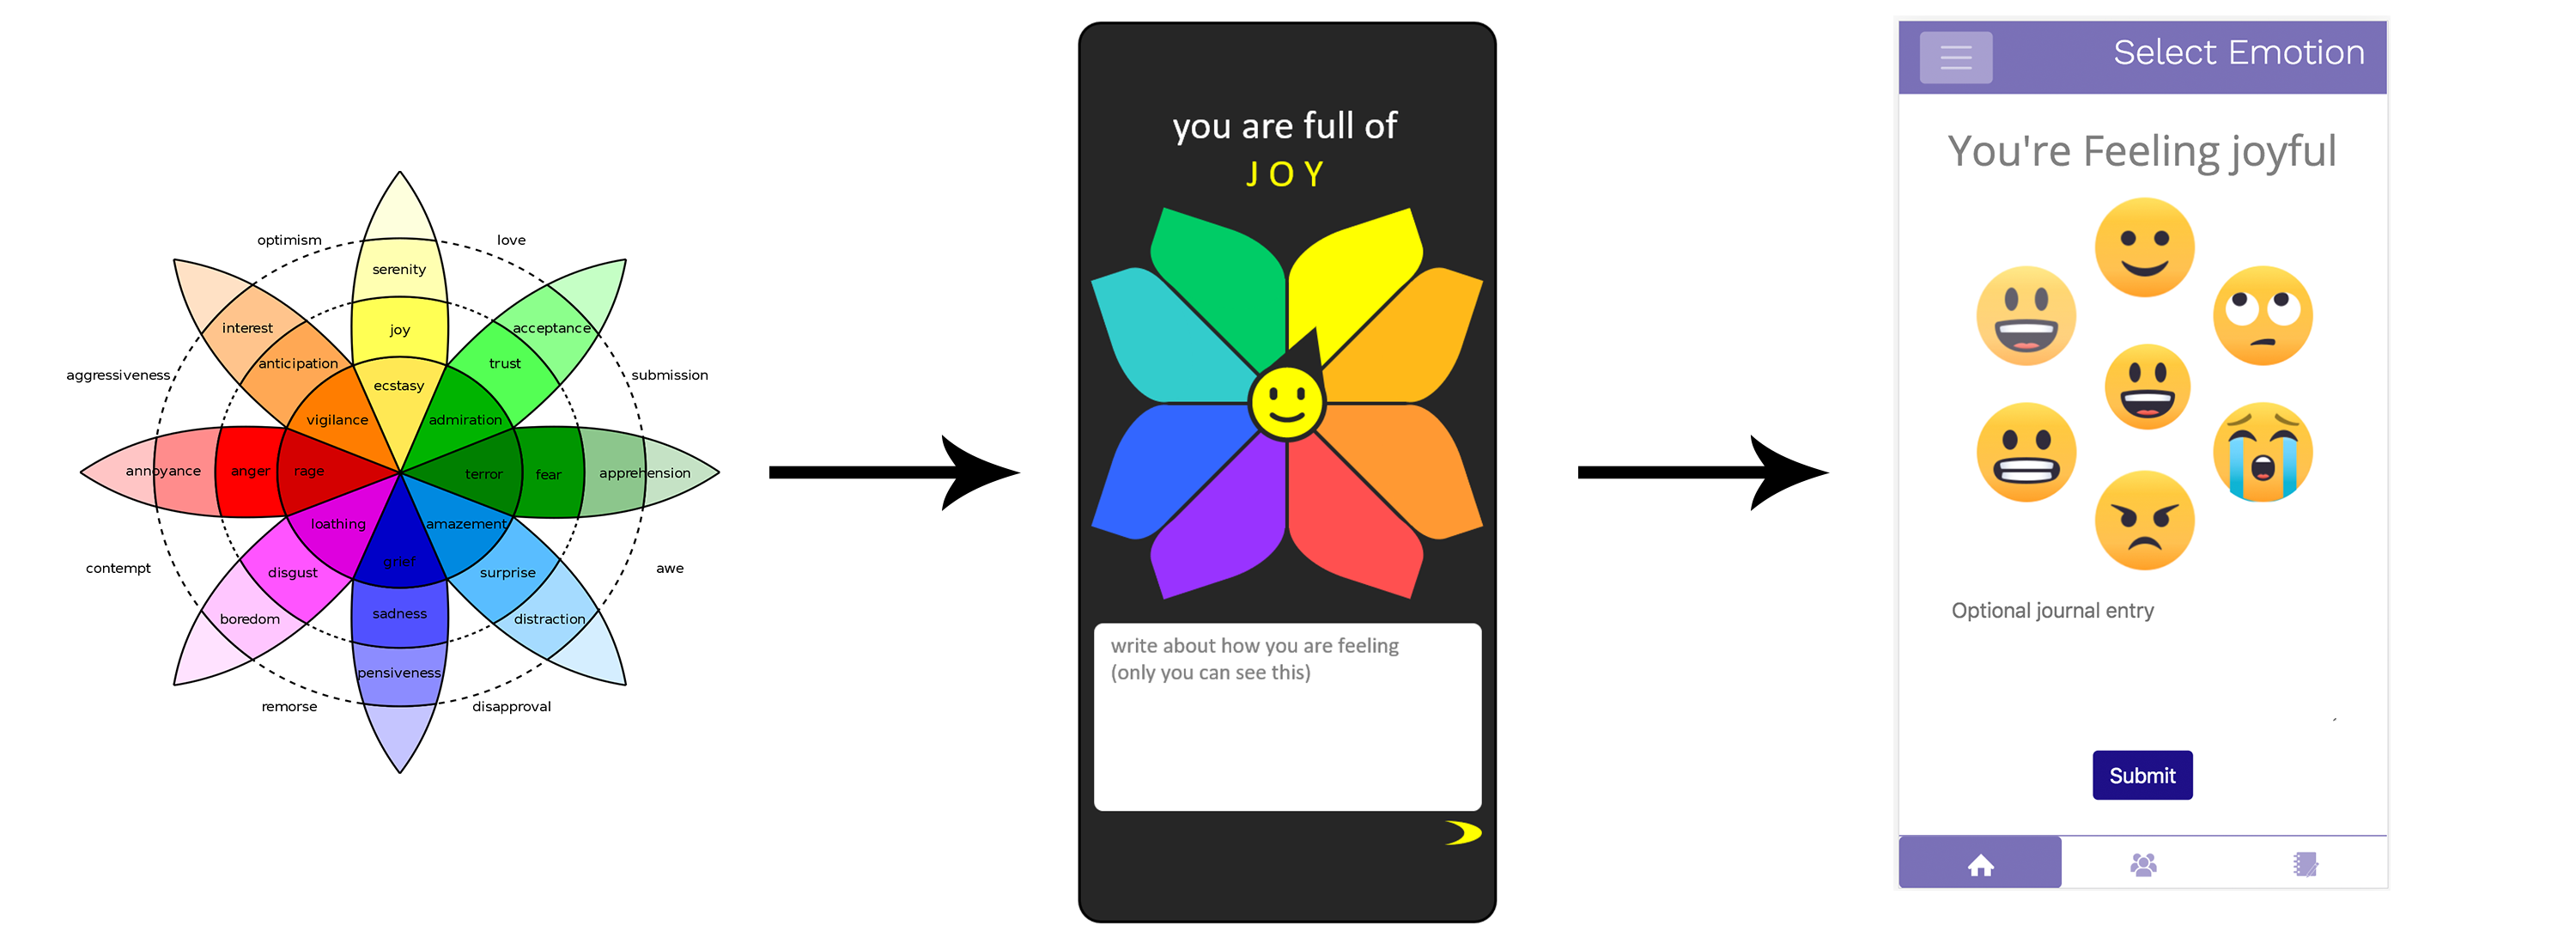 optimism
love
serenity
interest
acceptance
joy
anticipation
trust
aggressiveness
submission
ecstasy
vigilance
admiration
annoyance
anger
rage
terror
fear
apprehension
loathing
amazement
grief
contempt
awe
disgust
surprise
sadness
boredom
distraction
pensiveness
remorse
disapproval
you are full of
JOY
write about how you are feeling
(only you can see this)
Select Emotion
You're Feeling joyful
Optional journal entry
Submit